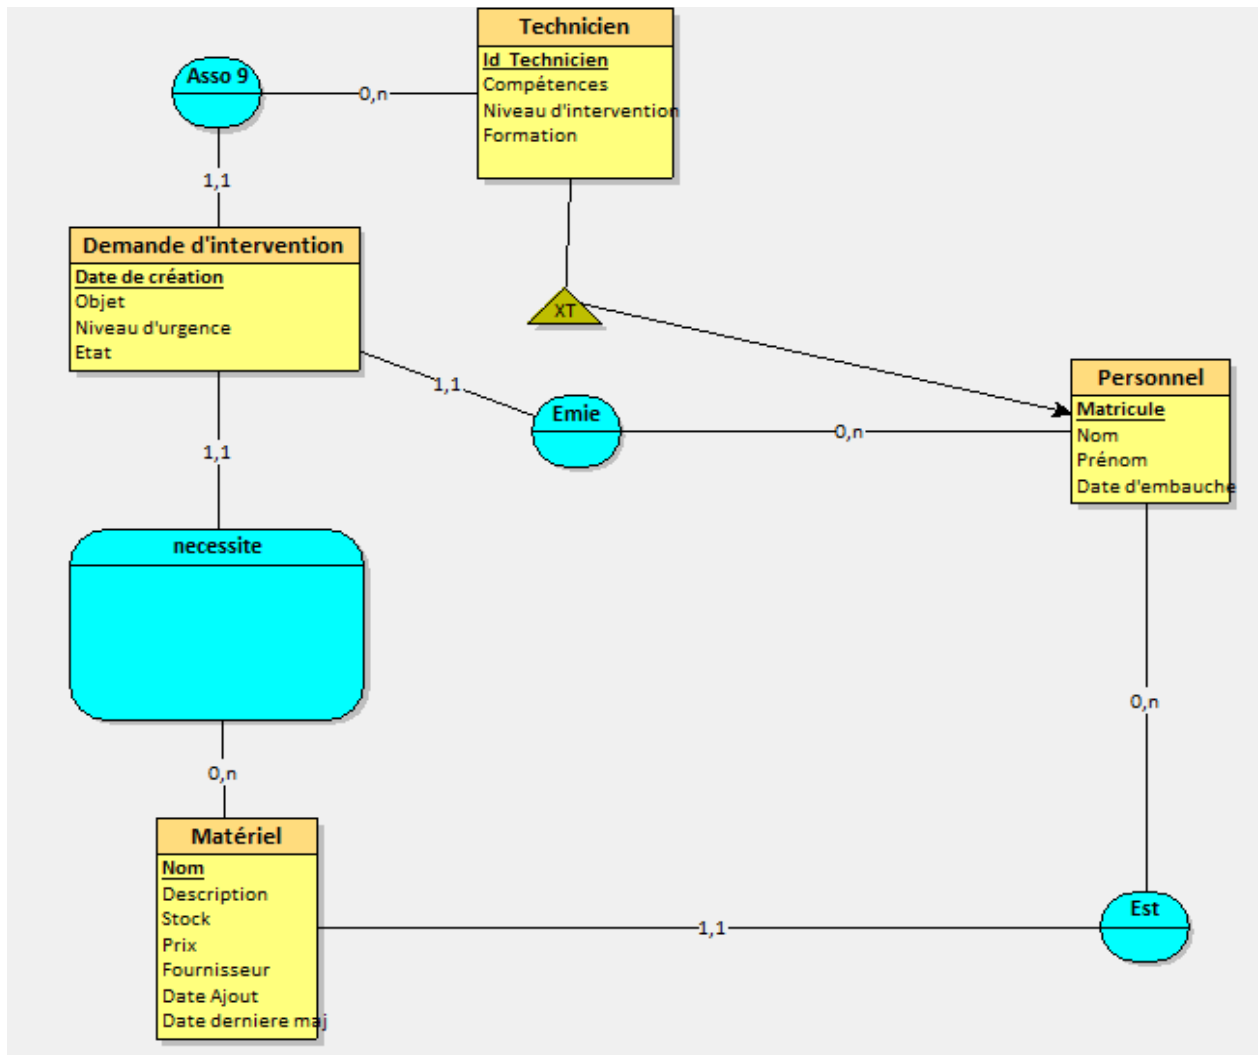 Technicien
Id_Technicien
Compétences
Niveau d'intervention
Formation
Asso 9
0,n
1,1
Demande d'intervention
Date de création
Objet
Niveau d'urgence
Etat
XT
1,1
Emie
0,n
Personnel
Matricule
Nom
Prénom
Date d'embauche
1,1
necessite
0,n
0,n
Matériel
Nom
Description
Stock
Prix
Fournisseur
Date Ajout
Date derniere maj
1,1
Est